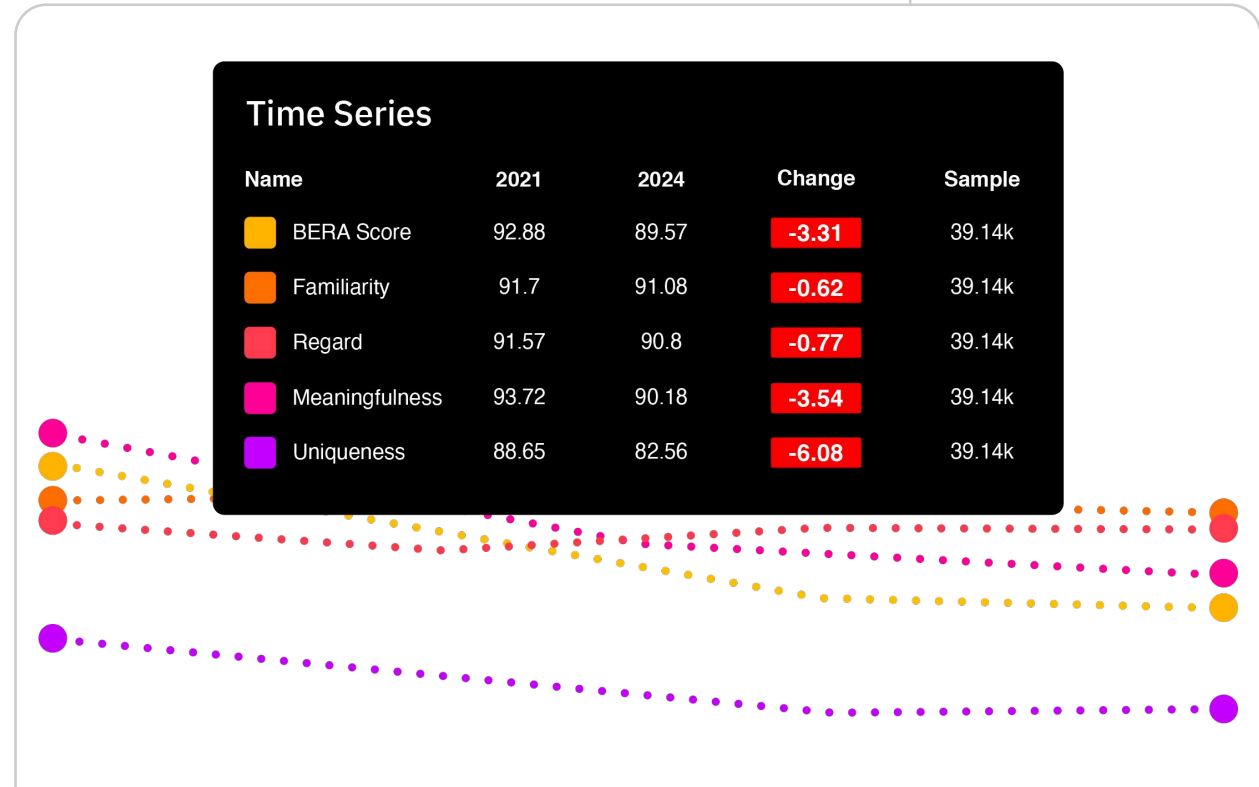 Time Series
Name 2021 2024 Change Sample
BERA Score 92.88 89.57 -3.31 39.14k
Familiarity 91.7 91.08 -0.62 39.14k
Regard 91.57 90.8 -0.77 39.14k
Meaningfulness 93.72 90.18 -3.54 39.14k
Uniqueness 88.65 82.56 -6.08 39.14k